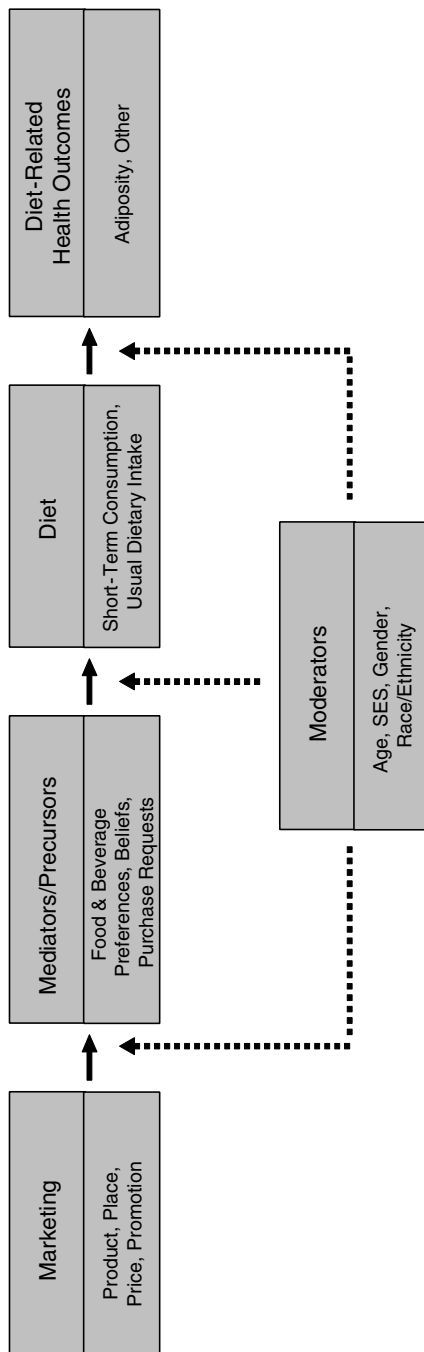 Marketing
Product, Place,
Price, Promotion
Mediators/Precursors
Food & Beverage
Preferences, Beliefs,
Purchase Requests
Diet
Short-Term Consumption,
Usual Dietary Intake
Diet-Related
Health Outcomes
Adiposity, Other
Moderators
Age, SES, Gender,
Race/Ethnicity